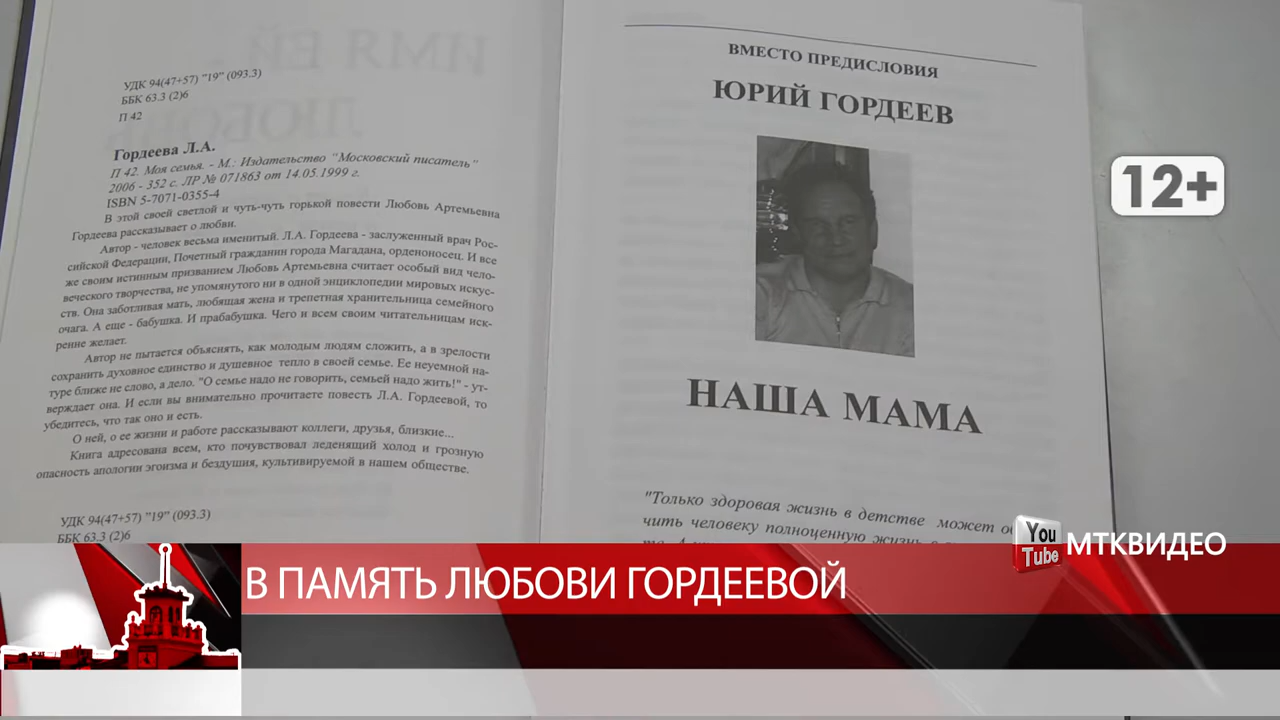 УДК 94(47+57) "19" (093.3)
ББК 63.3 (2)6
П 42
Гордеева Л.А.
П 42. Моя семья. - М.: Издательство "Московский писатель"
2006 - 352 с. ЛР № 071863 от 14.05.1999 г.
ISBN 5-7071-0355-4
В этой своей светлой и чуть-чуть горькой повести Любовь Артемьевна
Гордеева рассказывает о любви.
Автор - человек весьма именитый. Л.А. Гордеева - заслуженный врач Рос-
сийской Федерации, Почетный гражданин города Магадана, орденоносец. И все
же своим истинным призванием Любовь Артемьевна считает особый вид чело-
веческого творчества, не упомянутого ни в одной энциклопедии мировых искус-
ств. Она заботливая мать, любящая жена и трепетная хранительница семейного
очага. А еще - бабушка. И прабабушка. Чего и всем своим читательницам иск-
ренне желает.
Автор не пытается объяснять, как молодым людям сложить, а в зрелости
сохранить духовное единство и душевное тепло в своей семье. Ее неуемной на-
туре ближе не слово, а дело. "О семье надо не говорить, семьей надо жить!" - ут-
верждает она. И если вы внимательно прочитаете повесть Л.А. Гордеевой, то
убедитесь, что так оно и есть.
О ней, о ее жизни и работе рассказывают коллеги, друзья, близкие...
Книга адресована всем, кто почувствовал леденящий холод и грозную
опасность апологии эгоизма и бездушия, культивируемой в нашем обществе.
УДК 94(47+57) "19" (093.3)
ББК 63.3 (2)6
ВМЕСТО ПРЕДИСЛОВИЯ
ЮРИЙ ГОРДЕЕВ
НАША МАМА
"Только здоровая жизнь в детстве может
чить человеку полноценную жизнь в
12+
You
Tube
МТКВИДЕО
В ПАМЯТЬ ЛЮБОВИ ГОРДЕЕВОЙ